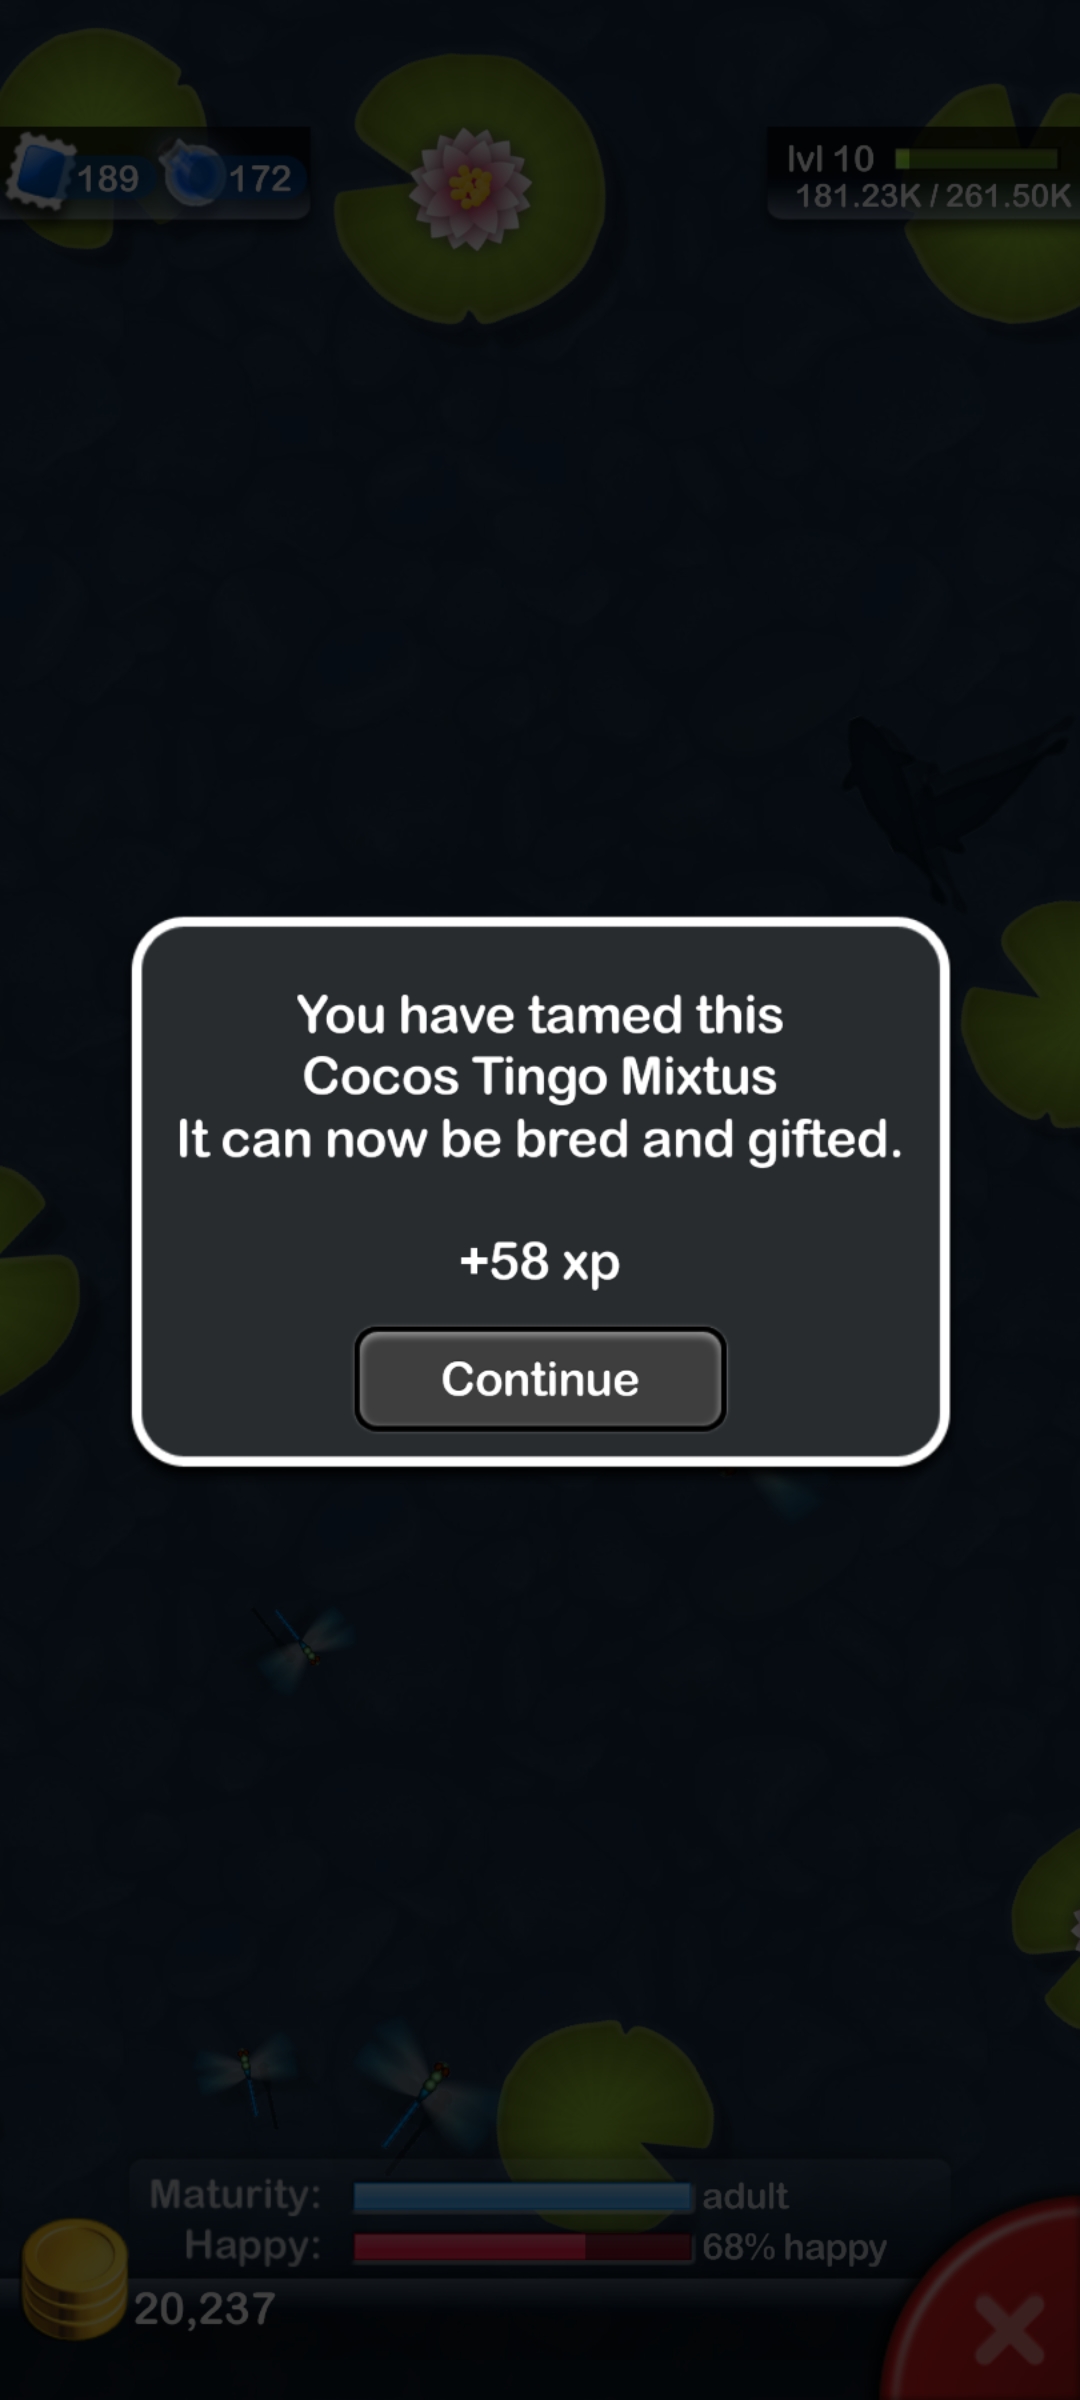 189 172
lvl 10
181.23K / 261.50K
You have tamed this
Cocos Tingo Mixtus
It can now be bred and gifted.
+58 xp
Continue
Maturity: adult
Happy: 68% happy
20,237